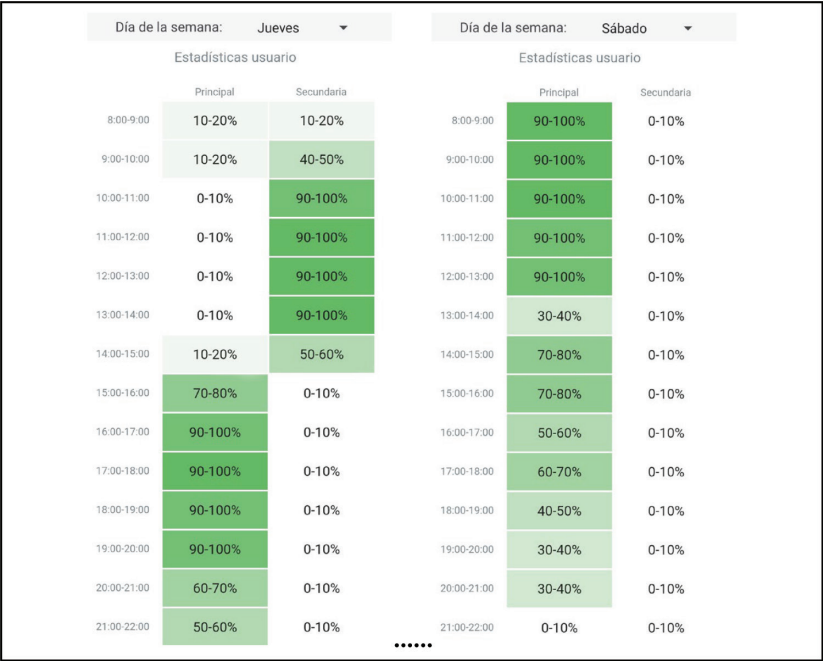 Día de la semana: Jueves
Estadísticas usuario
Principal Secundaria
8:00-9:00 10-20% 10-20%
9:00-10:00 10-20% 40-50%
10:00-11:00 0-10% 90-100%
11:00-12:00 0-10% 90-100%
12:00-13:00 0-10% 90-100%
13:00-14:00 0-10% 90-100%
14:00-15:00 10-20% 50-60%
15:00-16:00 70-80% 0-10%
16:00-17:00 90-100% 0-10%
17:00-18:00 90-100% 0-10%
18:00-19:00 90-100% 0-10%
19:00-20:00 90-100% 0-10%
20:00-21:00 60-70% 0-10%
21:00-22:00 50-60% 0-10%
Día de la semana: Sábado
Estadísticas usuario
Principal Secundaria
8:00-9:00 90-100% 0-10%
9:00-10:00 90-100% 0-10%
10:00-11:00 90-100% 0-10%
11:00-12:00 90-100% 0-10%
12:00-13:00 90-100% 0-10%
13:00-14:00 30-40% 0-10%
14:00-15:00 70-80% 0-10%
15:00-16:00 70-80% 0-10%
16:00-17:00 50-60% 0-10%
17:00-18:00 60-70% 0-10%
18:00-19:00 40-50% 0-10%
19:00-20:00 30-40% 0-10%
20:00-21:00 30-40% 0-10%
21:00-22:00 0-10% 0-10%
......